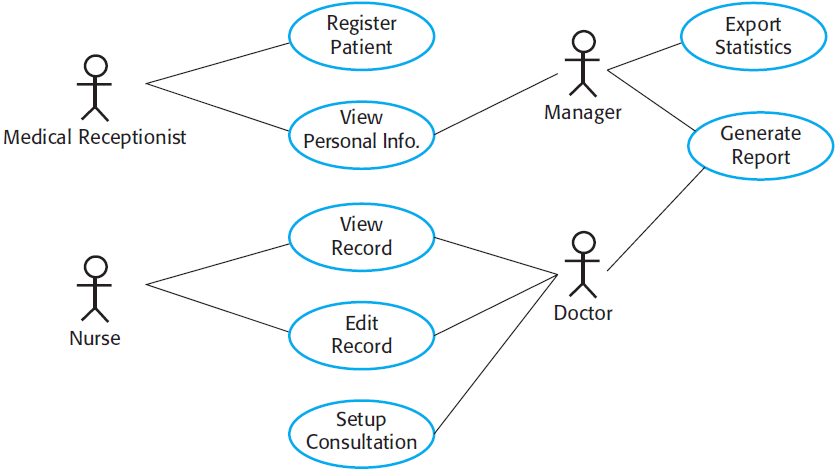 Register
Patient
Export
Statistics
Medical Receptionist
View
Personal Info.
Manager
Generate
Report
View
Record
Nurse
Edit
Record
Doctor
Setup
Consultation